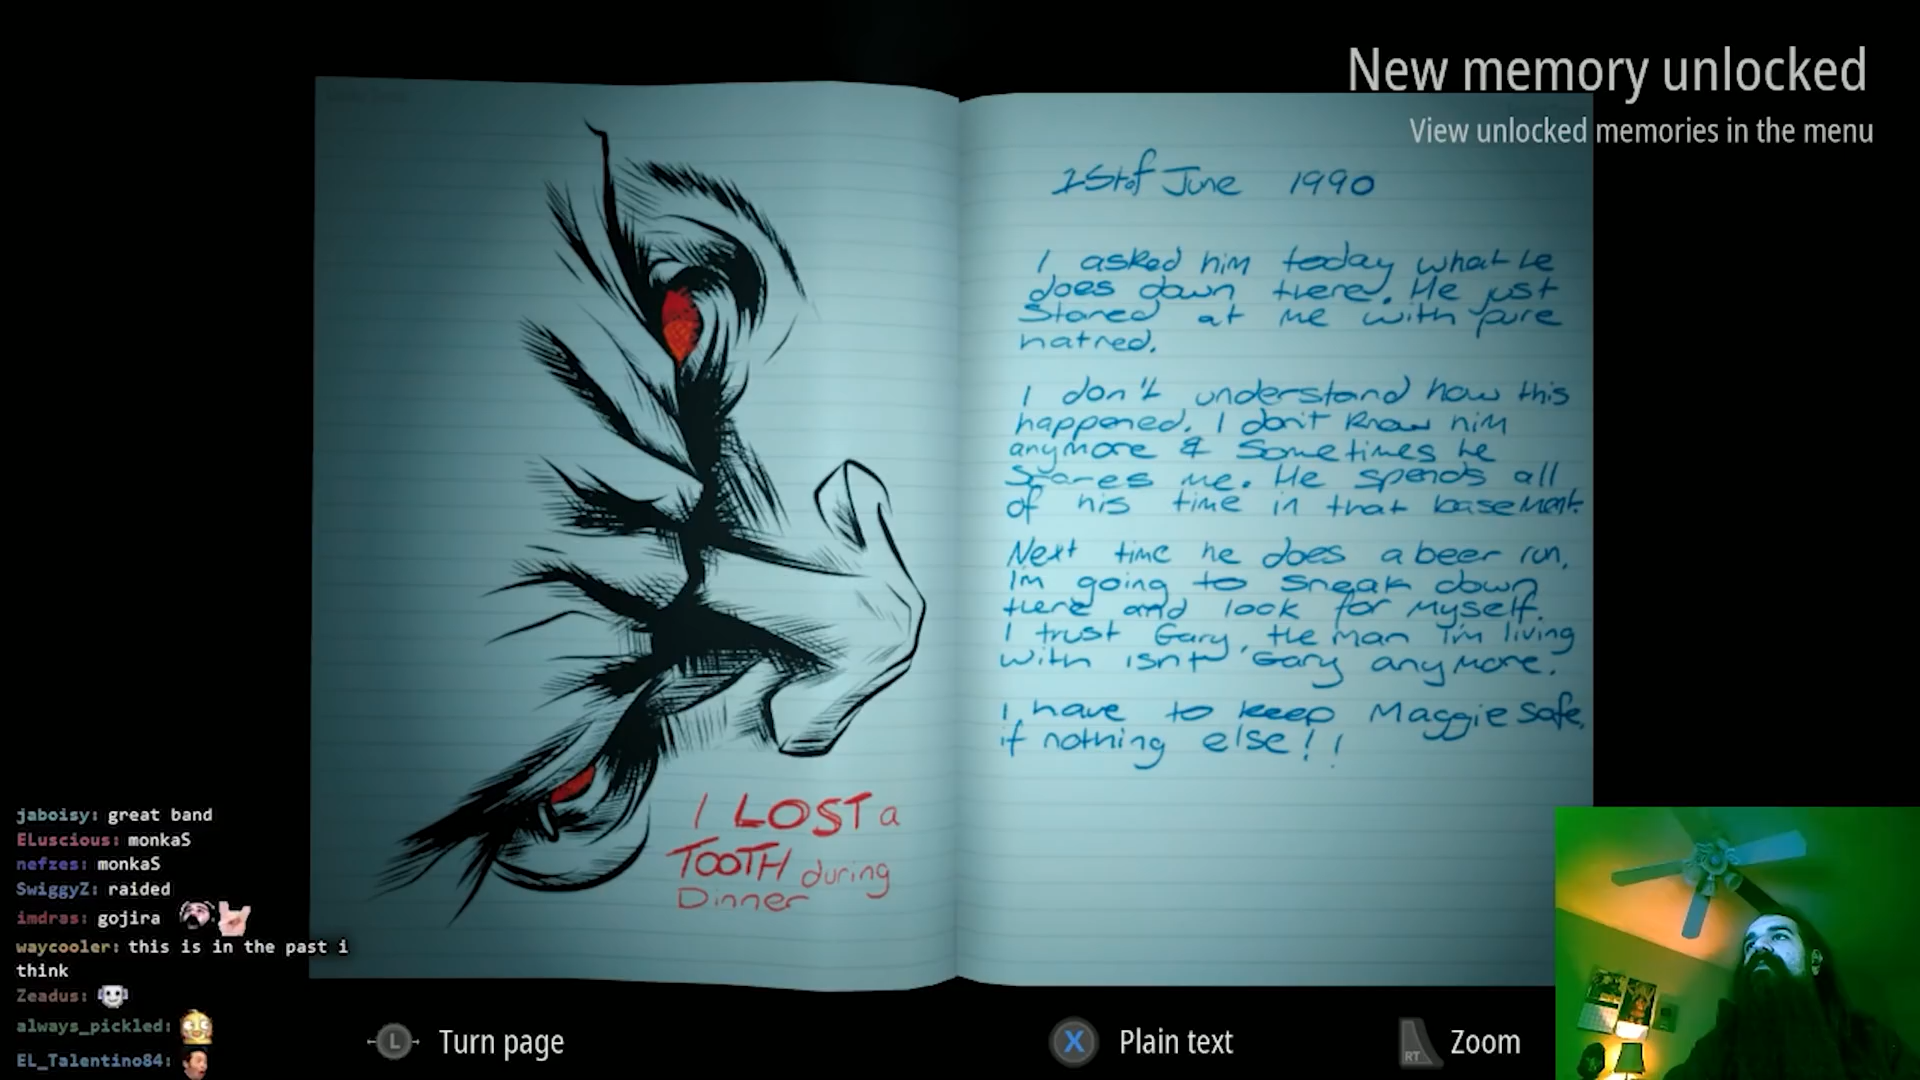 New memory unlocked
View unlocked memories in the menu
1st of June 1990
I asked him today what he
does down there. He just
Stared at me with pure
hatred.
I don't understand how this
happened. I don't know him
anymore & Sometimes he
Scares me. He spends all
of his time in that basement.
Next time he does a beer run,
I'm going to sneak down
there and look for myself.
I trust Gary, the man I'm living
with isn't Gary anymore.
I have to keep Maggie safe,
if nothing else!!
I LOST a
TOOTH during
Dinner
jaboisy: great band
ELuscious: monkaS
nefzes: monkaS
SwiggyZ: raided
imdras: gojira
waycooler: this is in the past i
think
Zeadus:
always_pickled:
EL_Talentino84:
L Turn page
X Plain text
RT Zoom